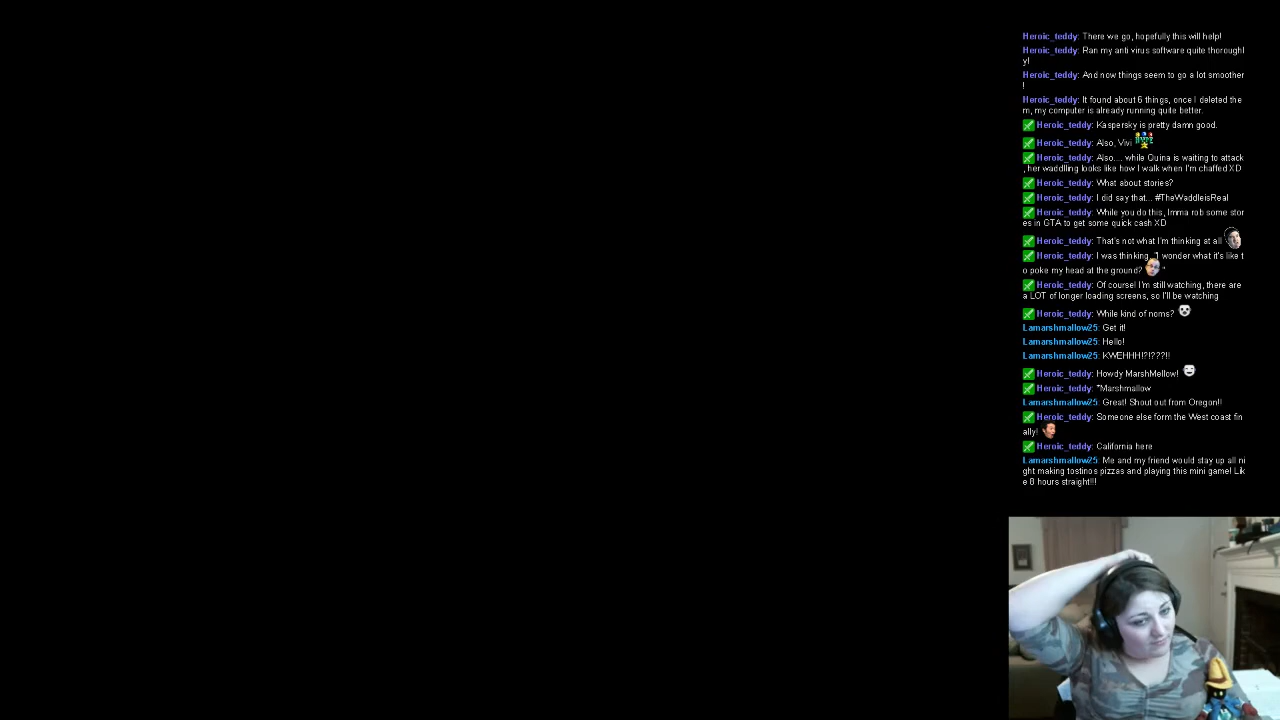 Heroic_teddy: There we go, hopefully this will help!
Heroic_teddy: Ran my anti virus software quite thoroughl
y!
Heroic_teddy: And now things seem to go a lot smoother
!
Heroic_teddy: It found about 6 things, once I deleted the
m, my computer is already running quite better.
Heroic_teddy: Kaspersky is pretty damn good.
Heroic_teddy: Also, Vivi
Heroic_teddy: Also.... while Quina is waiting to attack
, her waddlling looks like how I walk when I'm chaffed XD
Heroic_teddy: What about stories?
Heroic_teddy: I did say that... #TheWaddleisReal
Heroic_teddy: While you do this, Imma rob some stor
es in GTA to get some quick cash XD
Heroic_teddy: That's not what I'm thinking at all
Heroic_teddy: I was thinking, "I wonder what it's like t
o poke my head at the ground? "
Heroic_teddy: Of course! I'm still watching, there are
a LOT of longer loading screens, so I'll be watching
Heroic_teddy: While kind of noms?
Lamarshmallow25: Get it!
Lamarshmallow25: Hello!
Lamarshmallow25: KWEHHH!?!???!!
Heroic_teddy: Howdy MarshMellow!
Heroic_teddy: *Marshmallow
Lamarshmallow25: Great! Shout out from Oregon!!
Heroic_teddy: Someone else form the West coast fin
ally!
Heroic_teddy: California here
Lamarshmallow25: Me and my friend would stay up all ni
ght making tostinos pizzas and playing this mini game! Lik
e 8 hours straight!!!